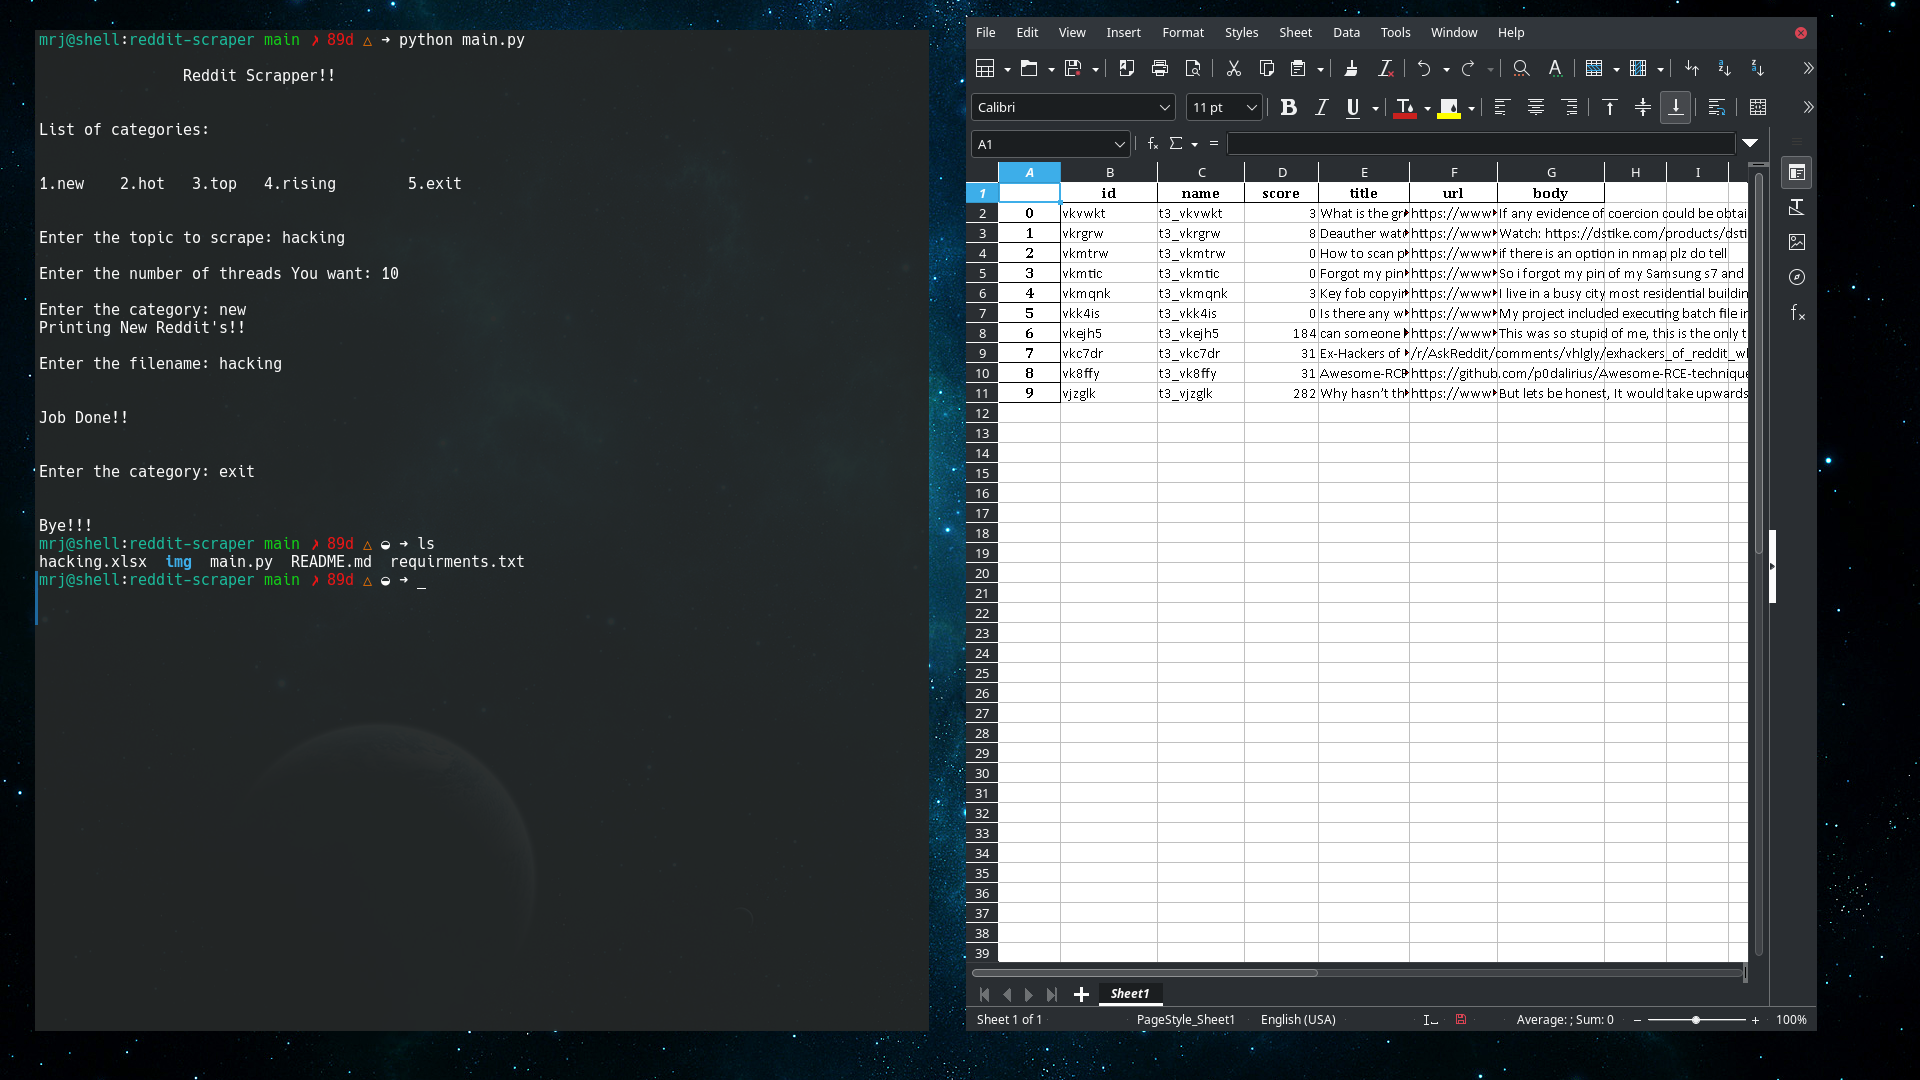 mrj@shell:reddit-scraper main ✗ 89d △ ➜ python main.py
Reddit Scrapper!!
List of categories:
1.new 2.hot 3.top 4.rising 5.exit
Enter the topic to scrape: hacking
Enter the number of threads You want: 10
Enter the category: new
Printing New Reddit's!!
Enter the filename: hacking
Job Done!!
Enter the category: exit
Bye!!!
mrj@shell:reddit-scraper main ✗ 89d △ ◒ ➜ ls
hacking.xlsx img main.py README.md requirments.txt
mrj@shell:reddit-scraper main ✗ 89d △ ◒ ➜ _
File Edit View Insert Format Styles Sheet Data Tools Window Help
Calibri 11 pt
A1
A B C D E F G H I
1 id name score title url body
2 0 vkvwkt t3_vkvwkt 3 What is the gr https://www If any evidence of coercion could be obtai
3 1 vkrgrw t3_vkrgrw 8 Deauther wat https://www Watch: https://dstike.com/products/dsti
4 2 vkmtrw t3_vkmtrw 0 How to scan p https://www if there is an option in nmap plz do tell
5 3 vkmtic t3_vkmtic 0 Forgot my pin https://www So i forgot my pin of my Samsung s7 and
6 4 vkmqnk t3_vkmqnk 3 Key fob copyi https://www I live in a busy city most residential buildin
7 5 vkk4is t3_vkk4is 0 Is there any w https://www My project included executing batch file in
8 6 vkejh5 t3_vkejh5 184 can someone https://www This was so stupid of me, this is the only t
9 7 vkc7dr t3_vkc7dr 31 Ex-Hackers of /r/AskReddit/comments/vhlgly/exhackers_of_reddit_w
10 8 vk8ffy t3_vk8ffy 31 Awesome-RCE https://github.com/p0dalirius/Awesome-RCE-technique
11 9 vjzglk t3_vjzglk 282 Why hasn't th https://www But lets be honest, It would take upwards
12
13
14
15
16
17
18
19
20
21
22
23
24
25
26
27
28
29
30
31
32
33
34
35
36
37
38
39
Sheet1
Sheet 1 of 1 PageStyle_Sheet1 English (USA) Average: ; Sum: 0 100%